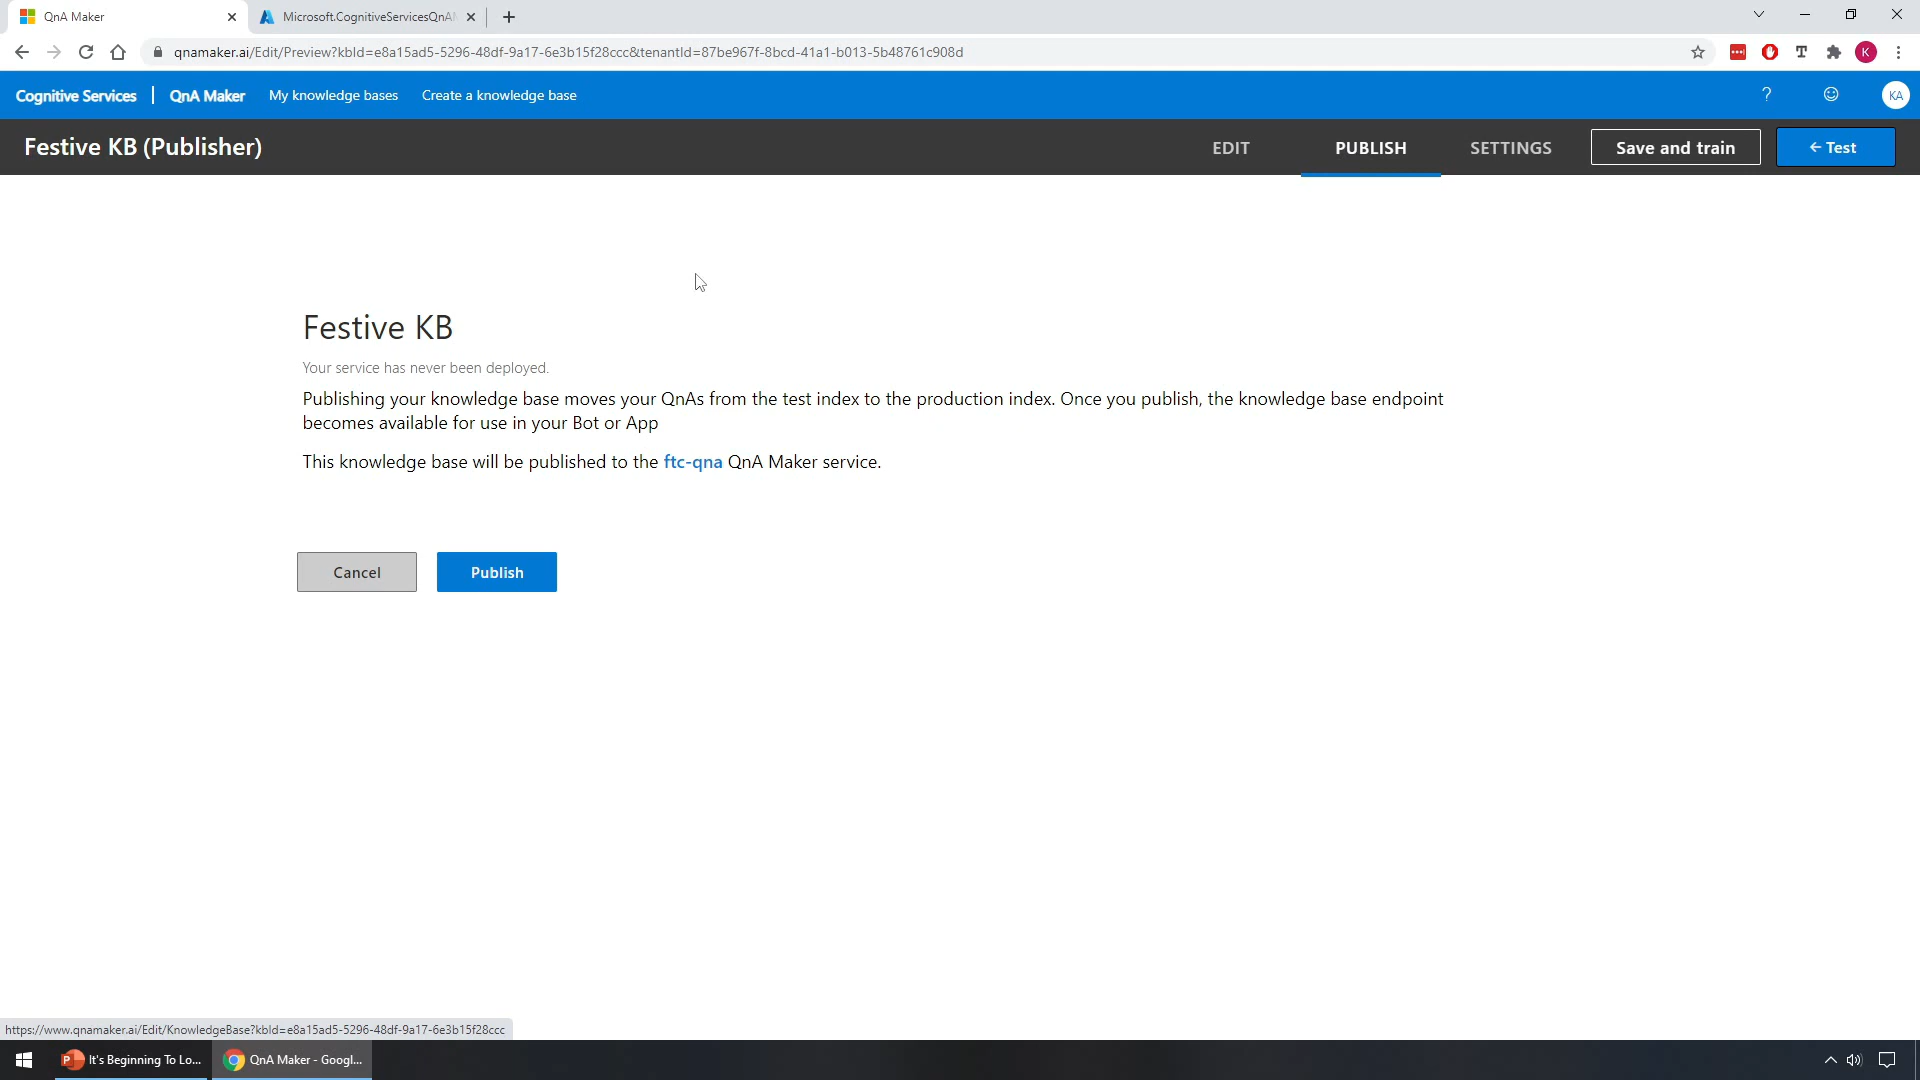 QnA Maker
Microsoft.CognitiveServicesQnAM
qnamaker.ai/Edit/Preview?kbId=e8a15ad5-5296-48df-9a17-6e3b15f28ccc&tenantId=87be967f-8bcd-41a1-b013-5b48761c908d
K
Cognitive Services
QnA Maker
My knowledge bases
Create a knowledge base
?
KA
Festive KB (Publisher)
EDIT
PUBLISH
SETTINGS
Save and train
← Test
Festive KB
Your service has never been deployed.
Publishing your knowledge base moves your QnAs from the test index to the production index. Once you publish, the knowledge base endpoint
becomes available for use in your Bot or App
This knowledge base will be published to the ftc-qna QnA Maker service.
Cancel
Publish
https://www.qnamaker.ai/Edit/KnowledgeBase?kbId=e8a15ad5-5296-48df-9a17-6e3b15f28ccc
It's Beginning To Lo...
QnA Maker - Googl...